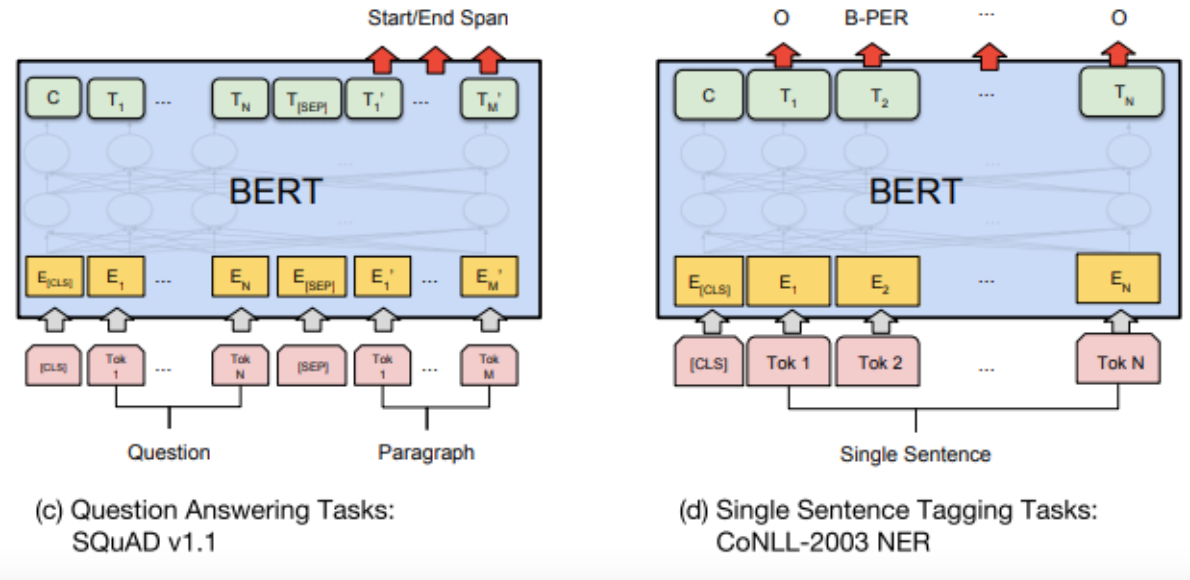 Start/End Span
C T1 ... TN T[SEP] T1' ... TM'
BERT
E[CLS] E1 ... EN E[SEP] E1' ... EM'
[CLS] Tok 1 ... Tok N [SEP] Tok 1 ... Tok M
Question Paragraph
(c) Question Answering Tasks:
SQuAD v1.1
O B-PER ... O
C T1 T2 ... TN
BERT
E[CLS] E1 E2 ... EN
[CLS] Tok 1 Tok 2 ... Tok N
Single Sentence
(d) Single Sentence Tagging Tasks:
CoNLL-2003 NER